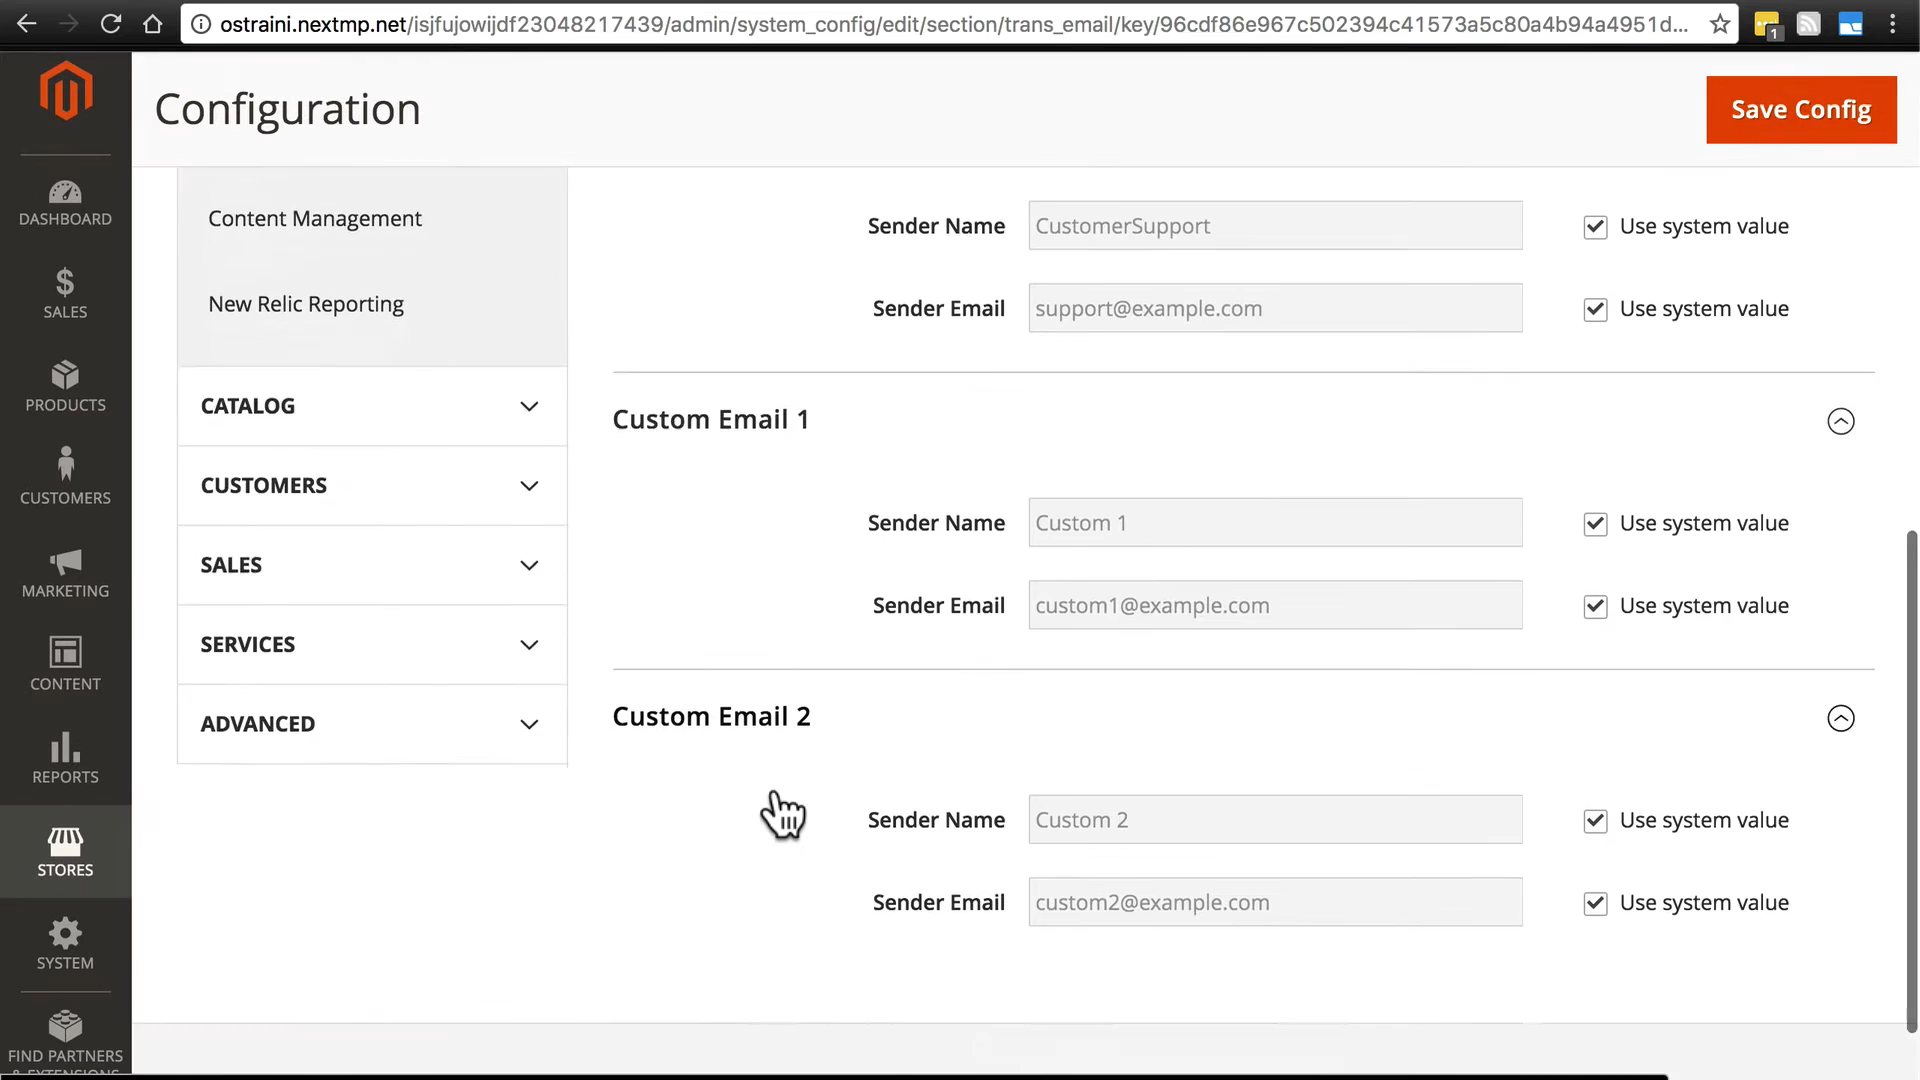 ostraini.nextmp.net/isjfujowijdf23048217439/admin/system_config/edit/section/trans_email/key/96cdf86e967c502394c41573a5c80a4b94a4951d...
1
Configuration
Save Config
DASHBOARD
SALES
PRODUCTS
CUSTOMERS
MARKETING
CONTENT
REPORTS
STORES
SYSTEM
FIND PARTNERS
& EXTENSIONS
Content Management
New Relic Reporting
CATALOG
CUSTOMERS
SALES
SERVICES
ADVANCED
Sender Name CustomerSupport Use system value
Sender Email support@example.com Use system value
Custom Email 1
Sender Name Custom 1 Use system value
Sender Email custom1@example.com Use system value
Custom Email 2
Sender Name Custom 2 Use system value
Sender Email custom2@example.com Use system value